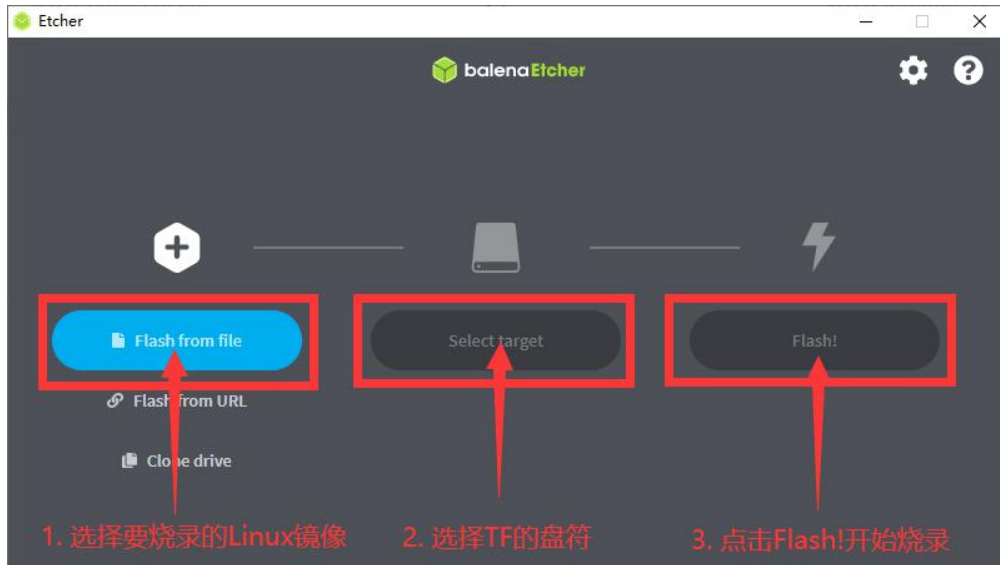 Etcher
balenaEtcher
Flash from file
Select target
Flash!
Flash from URL
Clone drive
1. 选择要烧录的Linux镜像
2. 选择TF的盘符
3. 点击Flash!开始烧录